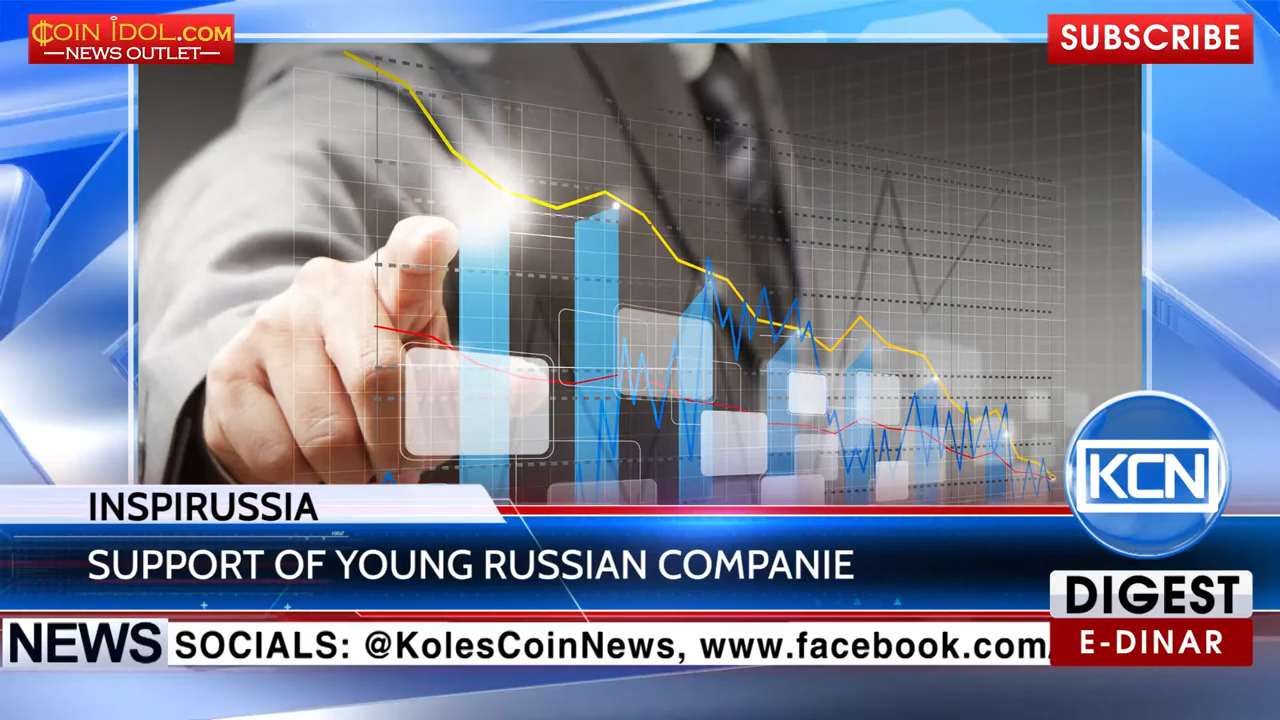 COIN IDOL.COM
NEWS OUTLET
SUBSCRIBE
INSPIRUSSIA
SUPPORT OF YOUNG RUSSIAN COMPANIE
KCN
DIGEST
E-DINAR
NEWS
SOCIALS: @KolesCoinNews, www.facebook.com/